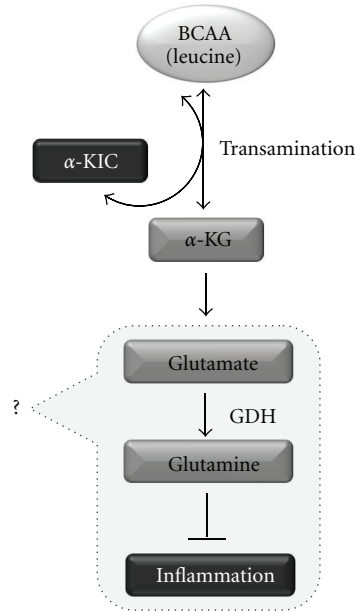 BCAA
(leucine)
Transamination
α-KIC
α-KG
Glutamate
?
GDH
Glutamine
Inflammation